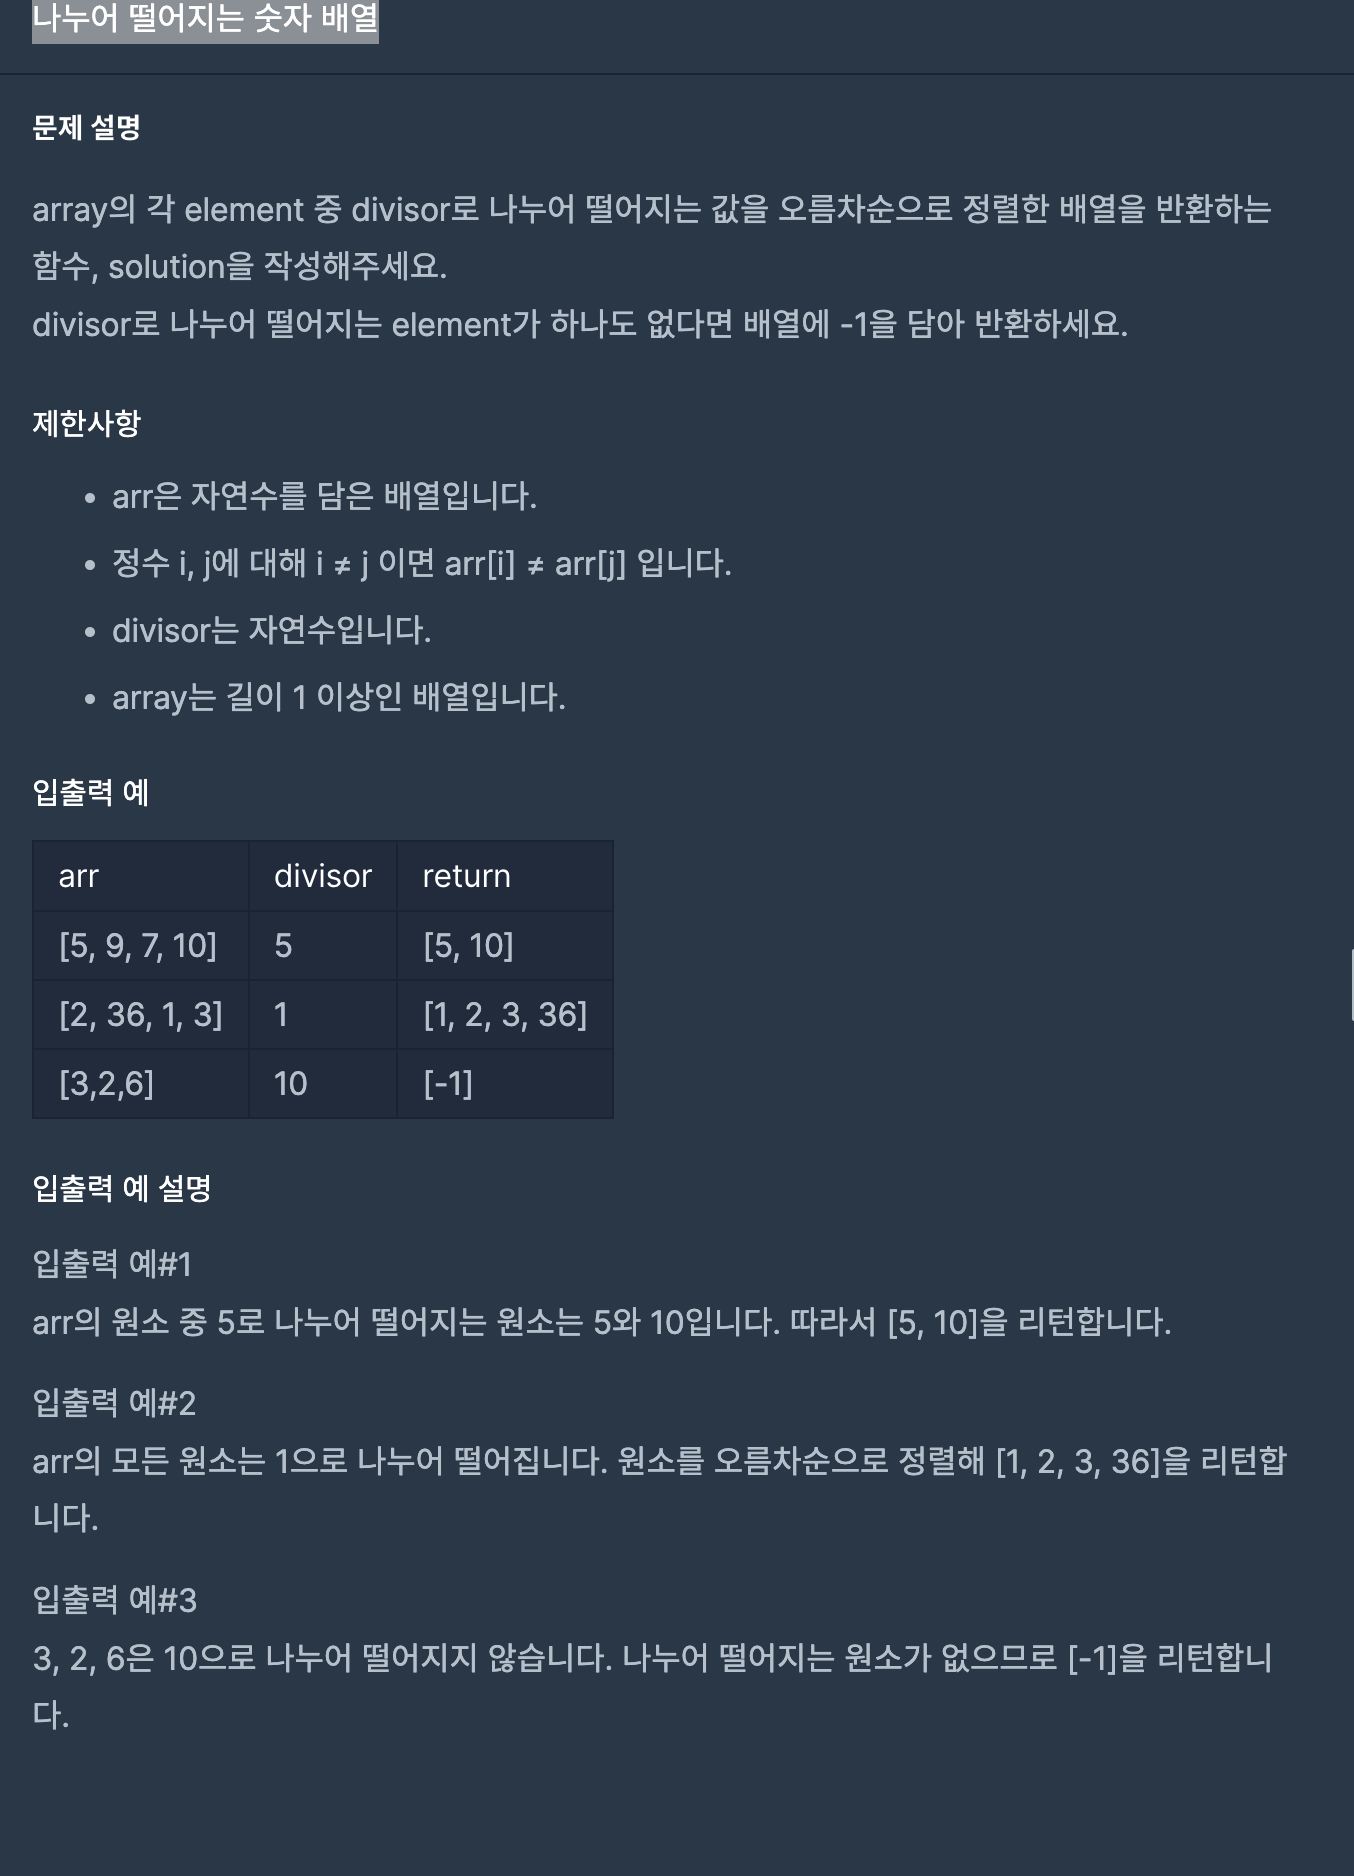 나누어 떨어지는 숫자 배열
문제 설명
array의 각 element 중 divisor로 나누어 떨어지는 값을 오름차순으로 정렬한 배열을 반환하는
함수, solution을 작성해주세요.
divisor로 나누어 떨어지는 element가 하나도 없다면 배열에 -1을 담아 반환하세요.
제한사항
• arr은 자연수를 담은 배열입니다.
• 정수 i, j에 대해 i ≠ j 이면 arr[i] ≠ arr[j] 입니다.
• divisor는 자연수입니다.
• array는 길이 1 이상인 배열입니다.
입출력 예
arr divisor return
[5, 9, 7, 10] 5 [5, 10]
[2, 36, 1, 3] 1 [1, 2, 3, 36]
[3,2,6] 10 [-1]
입출력 예 설명
입출력 예#1
arr의 원소 중 5로 나누어 떨어지는 원소는 5와 10입니다. 따라서 [5, 10]을 리턴합니다.
입출력 예#2
arr의 모든 원소는 1으로 나누어 떨어집니다. 원소를 오름차순으로 정렬해 [1, 2, 3, 36]을 리턴합
니다.
입출력 예#3
3, 2, 6은 10으로 나누어 떨어지지 않습니다. 나누어 떨어지는 원소가 없으므로 [-1]을 리턴합니
다.